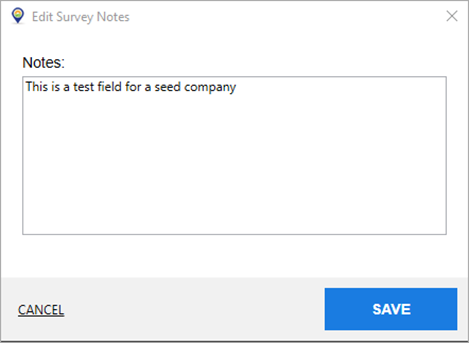 Edit Survey Notes
Notes:
This is a test field for a seed company
CANCEL
SAVE